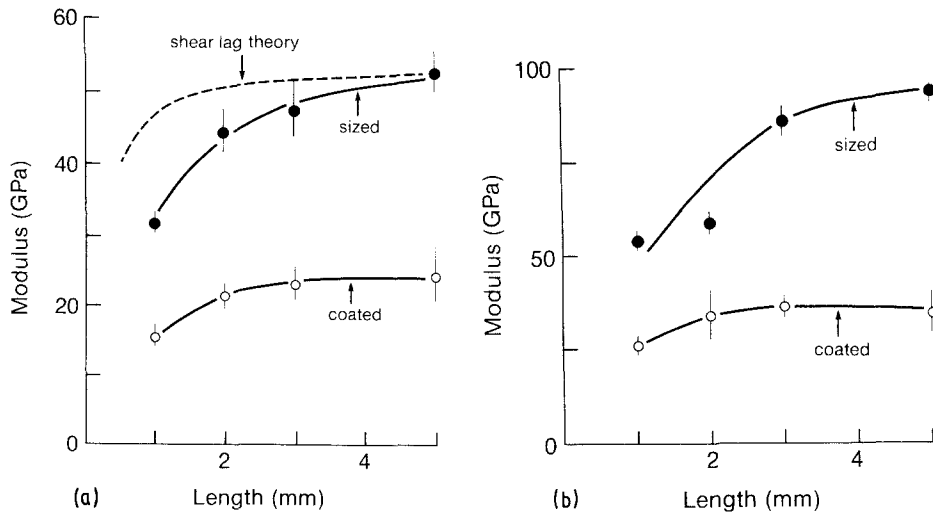 60
40
20
0
Modulus (GPa)
shear lag theory
sized
coated
2
4
(a)
Length (mm)
100
50
0
Modulus (GPa)
sized
coated
2
4
(b)
Length (mm)